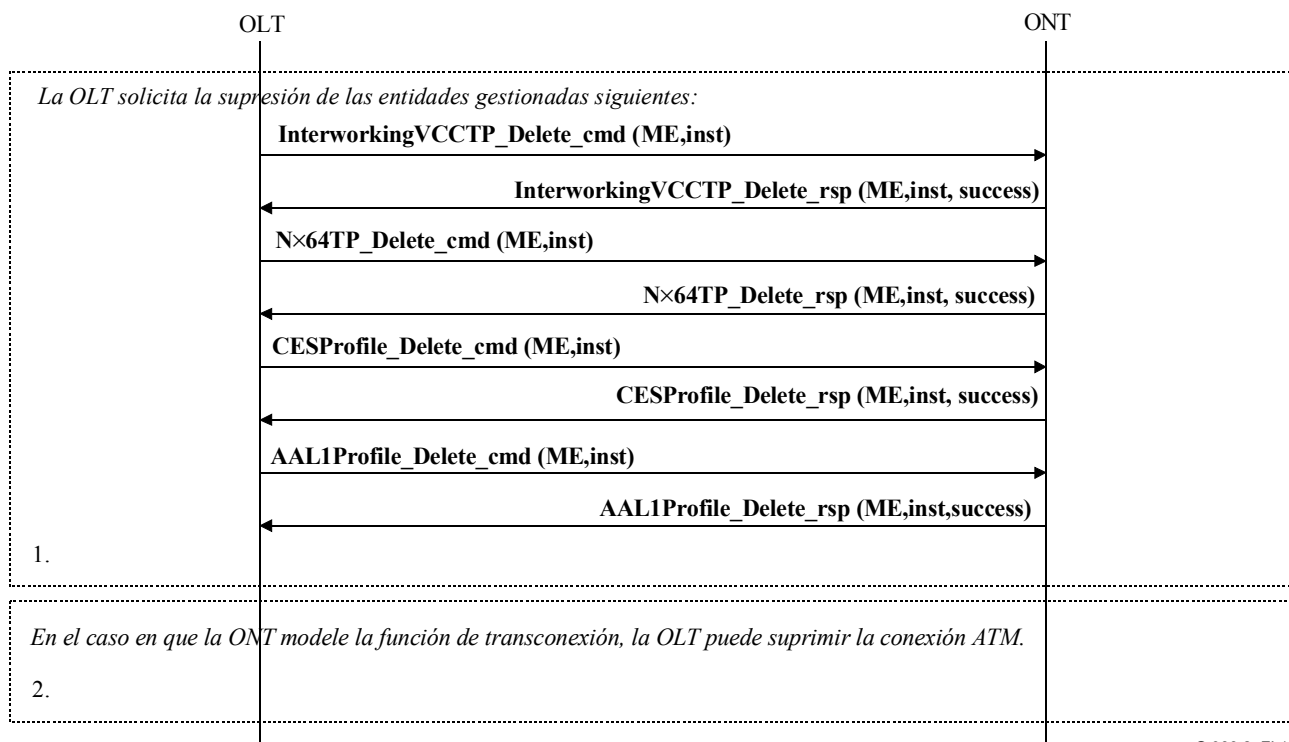 OLT ONT
La OLT solicita la supresión de las entidades gestionadas siguientes:
InterworkingVCCTP_Delete_cmd (ME,inst)
InterworkingVCCTP_Delete_rsp (ME,inst, success)
N×64TP_Delete_cmd (ME,inst)
N×64TP_Delete_rsp (ME,inst, success)
CESProfile_Delete_cmd (ME,inst)
CESProfile_Delete_rsp (ME,inst, success)
AAL1Profile_Delete_cmd (ME,inst)
AAL1Profile_Delete_rsp (ME,inst,success)
1.
En el caso en que la ONT modele la función de transconexión, la OLT puede suprimir la conexión ATM.
2.